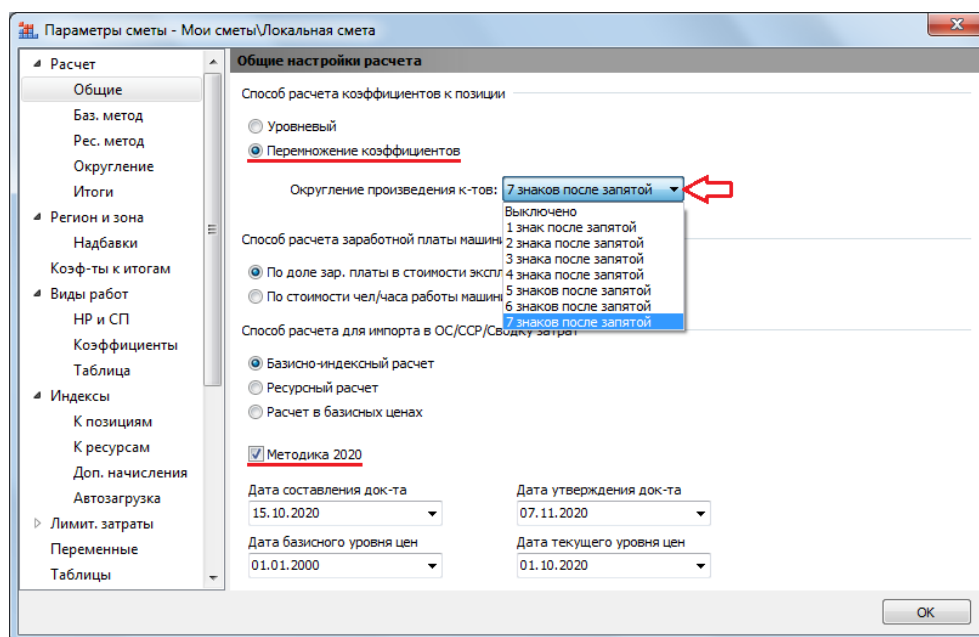 Параметры сметы - Мои сметы\Локальная смета
Расчет
Общие
Баз. метод
Рес. метод
Округление
Итоги
Регион и зона
Надбавки
Коэф-ты к итогам
Виды работ
НР и СП
Коэффициенты
Таблица
Индексы
К позициям
К ресурсам
Доп. начисления
Автозагрузка
Лимит. затраты
Переменные
Таблицы
Общие настройки расчета
Способ расчета коэффициентов к позиции
Уровневый
Перемножение коэффициентов
Округление произведения к-тов: 7 знаков после запятой
Выключено
1 знак после запятой
2 знака после запятой
3 знака после запятой
4 знака после запятой
5 знаков после запятой
6 знаков после запятой
7 знаков после запятой
Способ расчета заработной платы машин
По доле зар. платы в стоимости экспл
По стоимости чел/часа работы машин
Способ расчета для импорта в ОС/ССР/Сводку затрат
Базисно-индексный расчет
Ресурсный расчет
Расчет в базисных ценах
Методика 2020
Дата составления док-та Дата утверждения док-та
15.10.2020 07.11.2020
Дата базисного уровня цен Дата текущего уровня цен
01.01.2000 01.10.2020
ОК